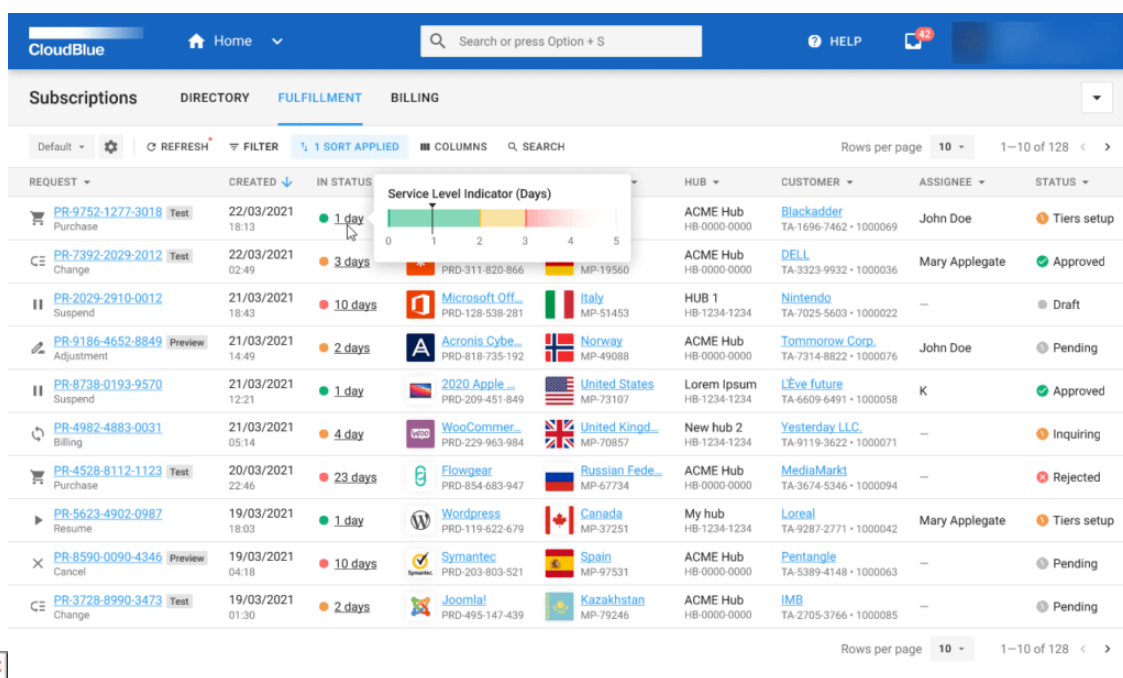 CloudBlue
Home
Search or press Option + S
HELP
42
Subscriptions DIRECTORY FULFILLMENT BILLING
Default REFRESH FILTER 1 SORT APPLIED COLUMNS SEARCH Rows per page 10 1–10 of 128
REQUEST CREATED IN STATUS HUB CUSTOMER ASSIGNEE STATUS
Service Level Indicator (Days)
0 1 2 3 4 5
PR-9752-1277-3018 Test 22/03/2021 1 day ACME Hub Blackadder John Doe Tiers setup
Purchase 18:13 HB-0000-0000 TA-1696-7462 • 1000069
PR-7392-2029-2012 Test 22/03/2021 3 days ACME Hub DELL Mary Applegate Approved
Change 02:49 PRD-311-820-866 MP-19560 HB-0000-0000 TA-3323-9932 • 1000036
PR-2029-2910-0012 21/03/2021 10 days Microsoft Off... Italy HUB 1 Nintendo – Draft
Suspend 18:43 PRD-128-538-281 MP-51453 HB-1234-1234 TA-7025-5603 • 1000022
PR-9186-4652-8849 Preview 21/03/2021 2 days Acronis Cybe... Norway ACME Hub Tommorow Corp. John Doe Pending
Adjustment 14:49 PRD-818-735-192 MP-49088 HB-0000-0000 TA-7314-8822 • 1000076
PR-8738-0193-9570 21/03/2021 1 day 2020 Apple ... United States Lorem Ipsum L'Ève future K Approved
Suspend 12:21 PRD-209-451-849 MP-73107 HB-1234-1234 TA-6609-6491 • 1000058
PR-4982-4883-0031 21/03/2021 4 day WooCommer... United Kingd... New hub 2 Yesterday LLC. – Inquiring
Billing 05:14 PRD-229-963-984 MP-70857 HB-1234-1234 TA-9119-3622 • 1000071
PR-4528-8112-1123 Test 20/03/2021 23 days Flowgear Russian Fede... ACME Hub MediaMarkt – Rejected
Purchase 22:46 PRD-854-683-947 MP-67734 HB-0000-0000 TA-3674-5346 • 1000094
PR-5623-4902-0987 19/03/2021 1 day Wordpress Canada My hub Loreal Mary Applegate Tiers setup
Resume 18:03 PRD-119-622-679 MP-37251 HB-1234-1234 TA-9287-2771 • 1000042
PR-8590-0090-4346 Preview 19/03/2021 10 days Symantec Spain ACME Hub Pentangle – Pending
Cancel 04:18 PRD-203-803-521 MP-97531 HB-0000-0000 TA-5389-4148 • 1000063
PR-3728-8990-3473 Test 19/03/2021 2 days Joomla! Kazakhstan ACME Hub IMB – Pending
Change 01:30 PRD-495-147-439 MP-79246 HB-0000-0000 TA-2705-3766 • 1000085
Rows per page 10 1–10 of 128